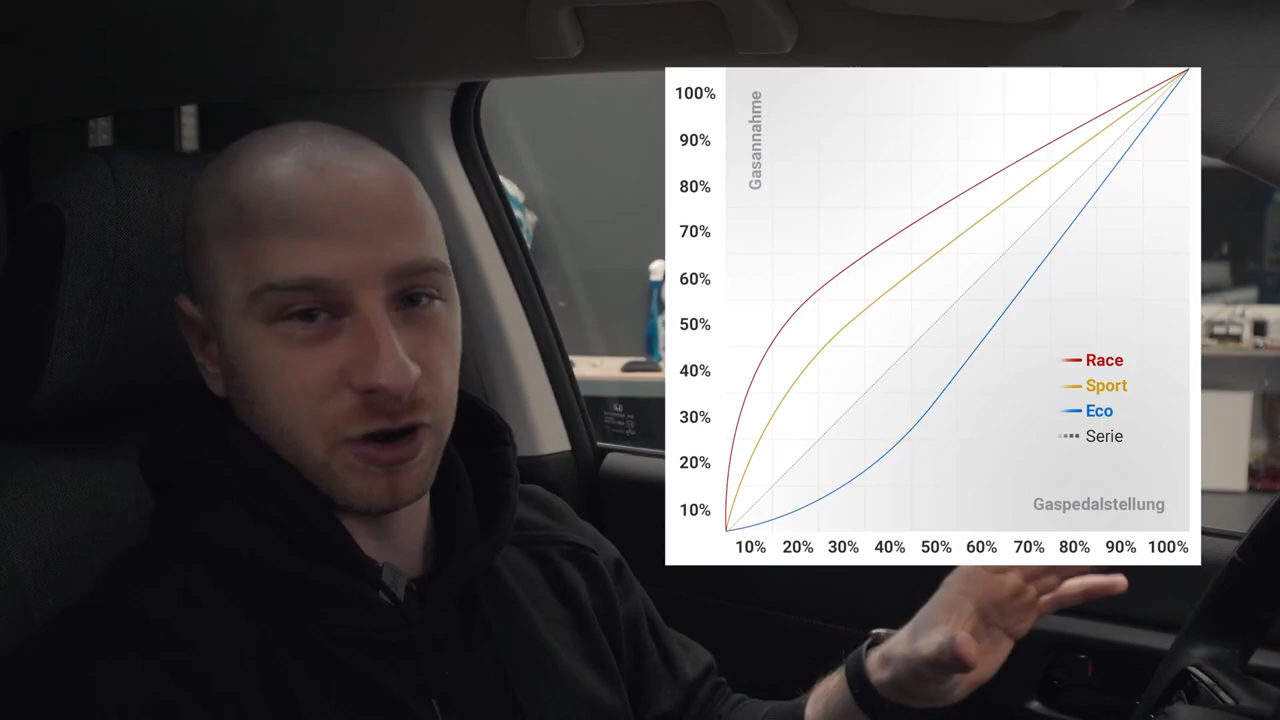 100%
90%
80%
70%
60%
50%
40%
30%
20%
10%
Gasannahme
Race
Sport
Eco
Serie
Gaspedalstellung
10% 20% 30% 40% 50% 60% 70% 80% 90% 100%